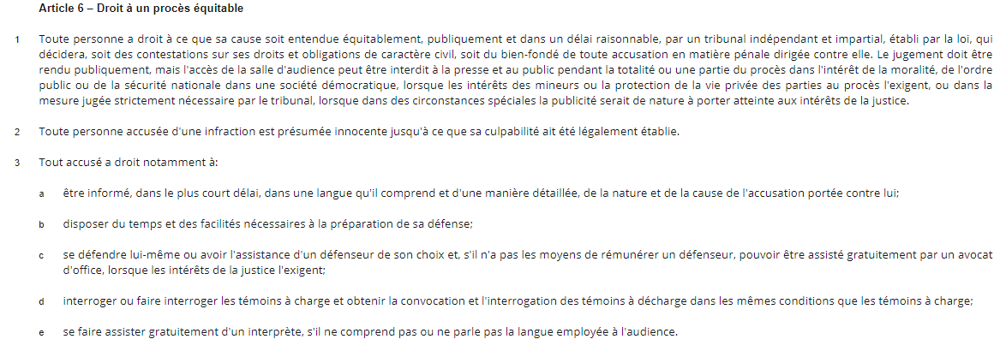 Article 6 – Droit à un procès équitable
1 Toute personne a droit à ce que sa cause soit entendue équitablement, publiquement et dans un délai raisonnable, par un tribunal indépendant et impartial, établi par la loi, qui
décidera, soit des contestations sur ses droits et obligations de caractère civil, soit du bien-fondé de toute accusation en matière pénale dirigée contre elle. Le jugement doit être
rendu publiquement, mais l'accès de la salle d'audience peut être interdit à la presse et au public pendant la totalité ou une partie du procès dans l'intérêt de la moralité, de l'ordre
public ou de la sécurité nationale dans une société démocratique, lorsque les intérêts des mineurs ou la protection de la vie privée des parties au procès l'exigent, ou dans la
mesure jugée strictement nécessaire par le tribunal, lorsque dans des circonstances spéciales la publicité serait de nature à porter atteinte aux intérêts de la justice.
2 Toute personne accusée d'une infraction est présumée innocente jusqu'à ce que sa culpabilité ait été légalement établie.
3 Tout accusé a droit notamment à:
a être informé, dans le plus court délai, dans une langue qu'il comprend et d'une manière détaillée, de la nature et de la cause de l'accusation portée contre lui;
b disposer du temps et des facilités nécessaires à la préparation de sa défense;
c se défendre lui-même ou avoir l'assistance d'un défenseur de son choix et, s'il n'a pas les moyens de rémunérer un défenseur, pouvoir être assisté gratuitement par un avocat
d'office, lorsque les intérêts de la justice l'exigent;
d interroger ou faire interroger les témoins à charge et obtenir la convocation et l'interrogation des témoins à décharge dans les mêmes conditions que les témoins à charge;
e se faire assister gratuitement d'un interprète, s'il ne comprend pas ou ne parle pas la langue employée à l'audience.